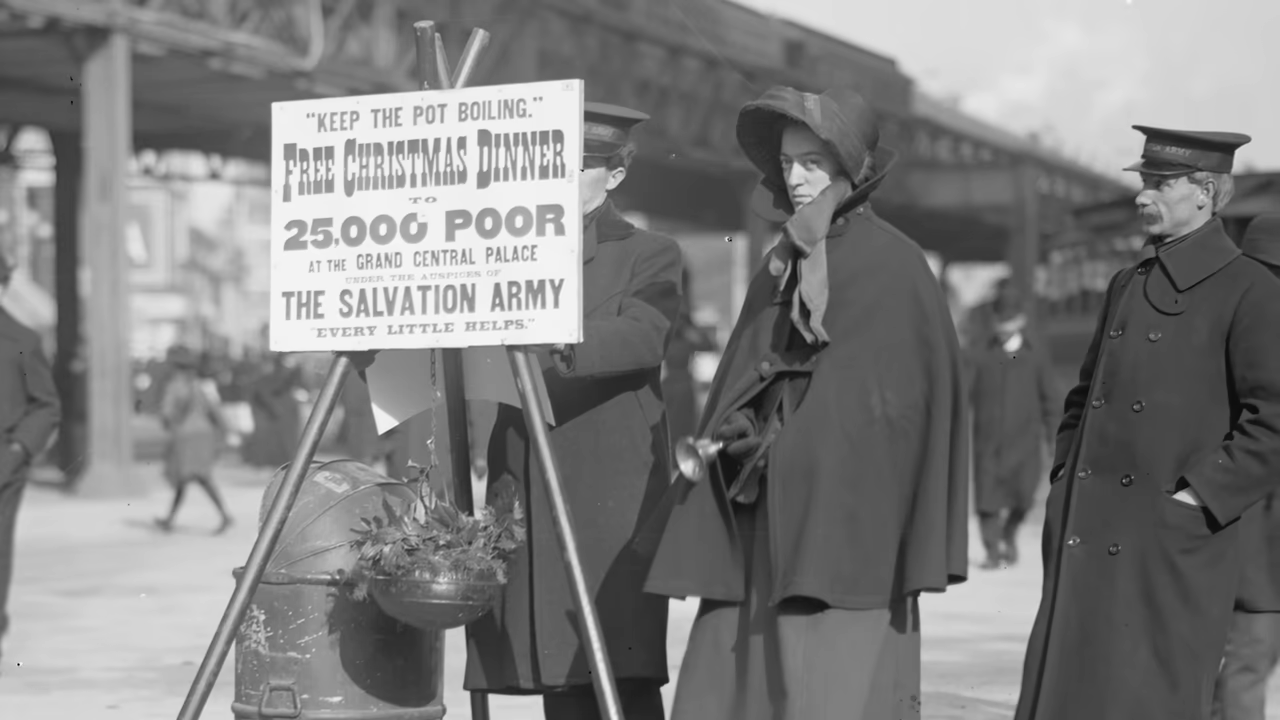 "KEEP THE POT BOILING."
FREE CHRISTMAS DINNER
TO
25,000 POOR
AT THE GRAND CENTRAL PALACE
UNDER THE AUSPICES OF
THE SALVATION ARMY
"EVERY LITTLE HELPS."
ARMY